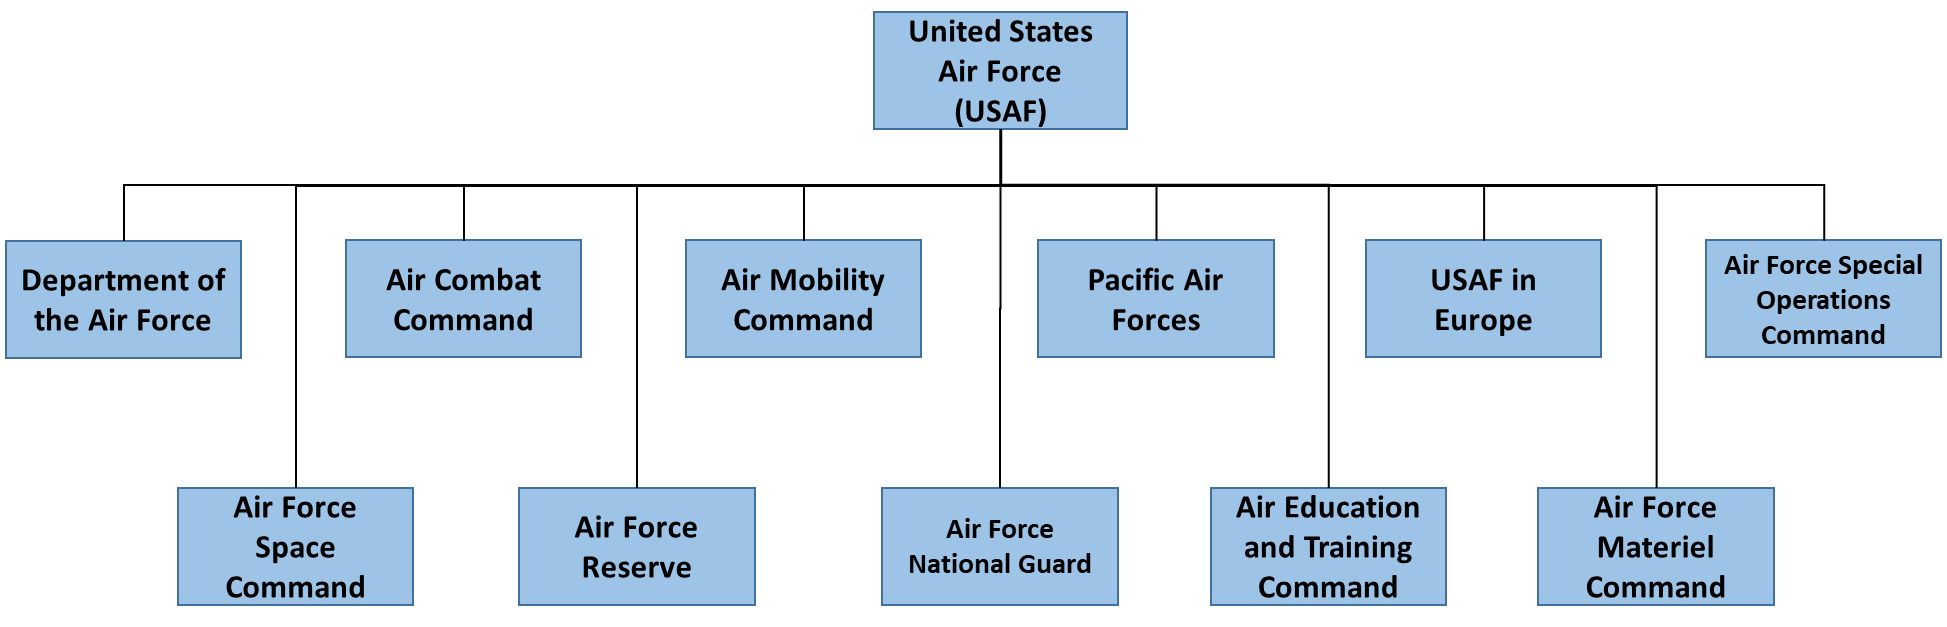 United States
Air Force
(USAF)
Department of
the Air Force
Air Combat
Command
Air Mobility
Command
Pacific Air
Forces
USAF in
Europe
Air Force Special
Operations
Command
Air Force
Space
Command
Air Force
Reserve
Air Force
National Guard
Air Education
and Training
Command
Air Force
Materiel
Command